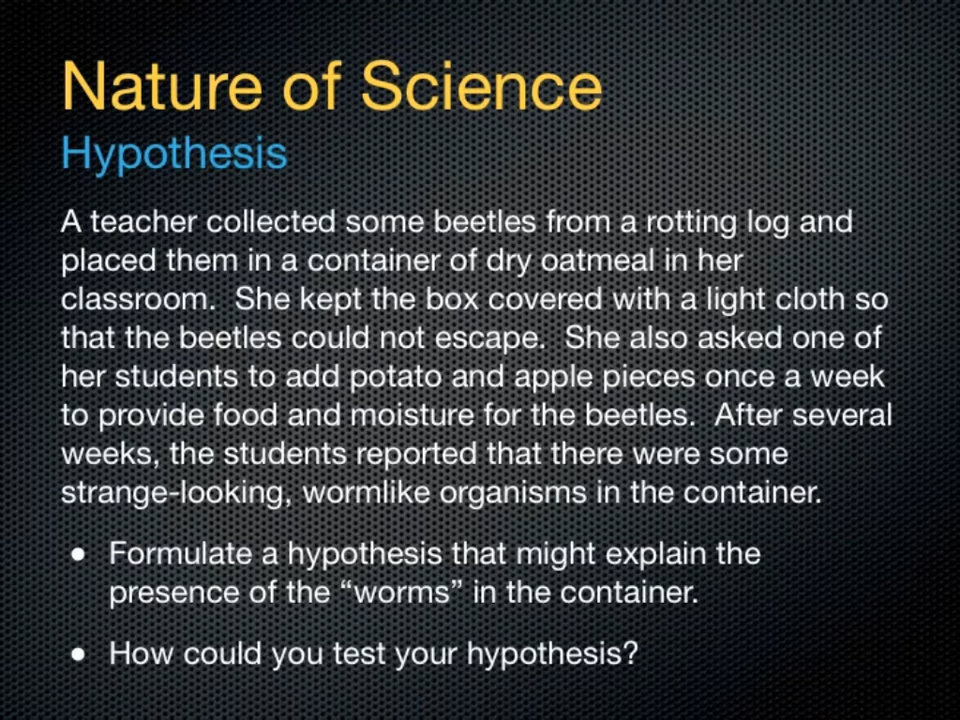 Nature of Science
Hypothesis
A teacher collected some beetles from a rotting log and
placed them in a container of dry oatmeal in her
classroom.  She kept the box covered with a light cloth so
that the beetles could not escape.  She also asked one of
her students to add potato and apple pieces once a week
to provide food and moisture for the beetles.  After several
weeks, the students reported that there were some
strange-looking, wormlike organisms in the container.
• Formulate a hypothesis that might explain the
presence of the “worms” in the container.
• How could you test your hypothesis?